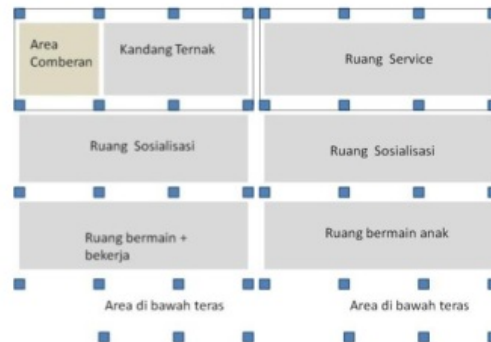 Area
Comberan
Kandang Ternak
Ruang Service
Ruang Sosialisasi
Ruang Sosialisasi
Ruang bermain +
bekerja
Ruang bermain anak
Area di bawah teras
Area di bawah teras